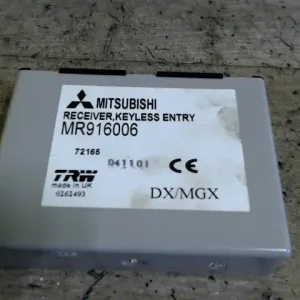 MITSUBISHI
RECEIVER,KEYLESS ENTRY
MR916006
72165
041101 CE
TRW
made in UK
0262493
DX/MGX